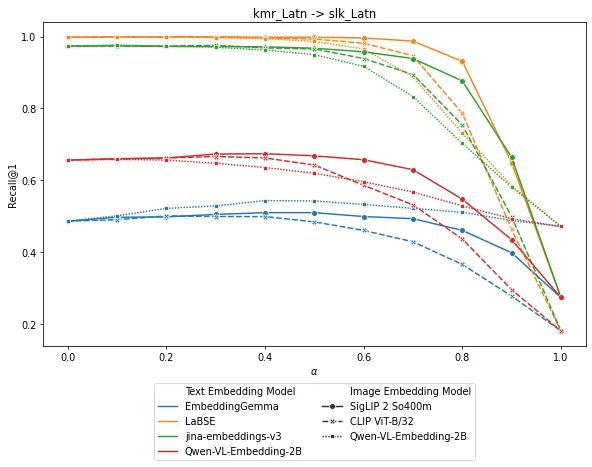 kmr_Latn -> slk_Latn
Recall@1
1.0
0.8
0.6
0.4
0.2
0.0 0.2 0.4 0.6 0.8 1.0
α
Text Embedding Model
EmbeddingGemma
LaBSE
jina-embeddings-v3
Qwen-VL-Embedding-2B
Image Embedding Model
SigLIP 2 So400m
CLIP ViT-B/32
Qwen-VL-Embedding-2B